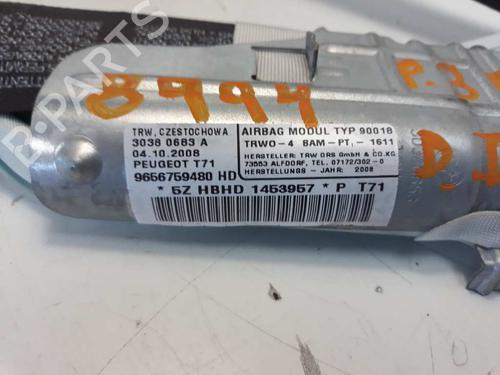 B-PARTS
8994
P.3
D.D
TRW, CZESTOCHOWA
3038 0683 A
04.10.2008
PEUGEOT T71
9656759480 HD
AIRBAG MODUL TYP 90018
TRWO-4 BAM-PT₁-1611
HERSTELLER: TRW ORS GmbH & CO.KG
73553 ALFDORF, TEL. 07172/302-0
HERSTELLUNGS - JAHR: 2008
* 5Z HBHD 1453957 * P T71